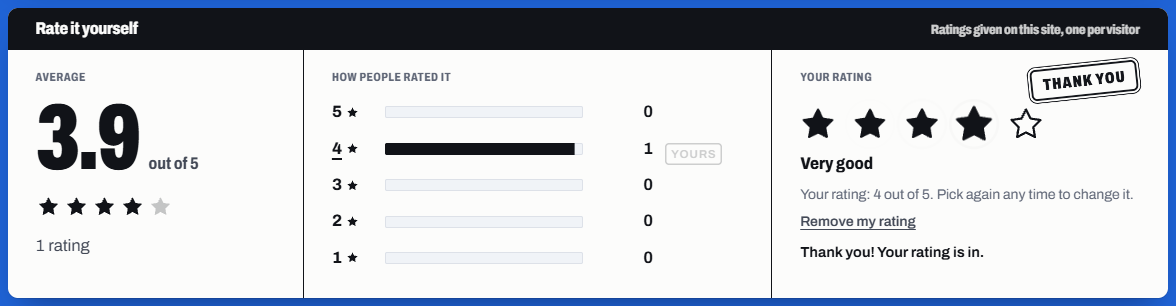 Rate it yourself
Ratings given on this site, one per visitor
AVERAGE
3.9 out of 5
1 rating
HOW PEOPLE RATED IT
5 ★ 0
4 ★ 1 YOURS
3 ★ 0
2 ★ 0
1 ★ 0
YOUR RATING
THANK YOU
Very good
Your rating: 4 out of 5. Pick again any time to change it.
Remove my rating
Thank you! Your rating is in.